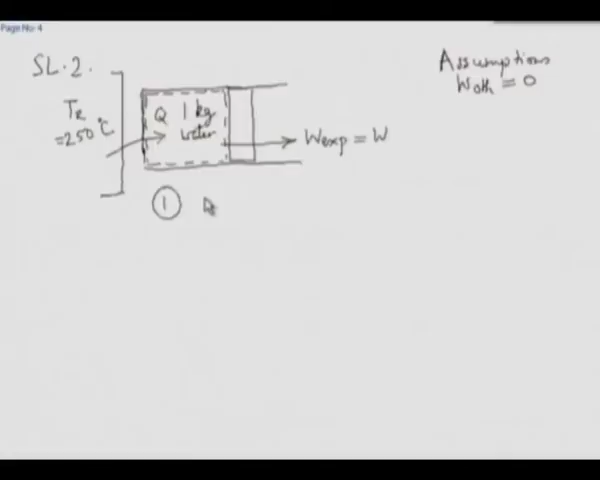 Page No: 4
SL.2.
Assumptions
Woth = 0
TR
=250°C
Q 1 kg
water
Wexp = W
1